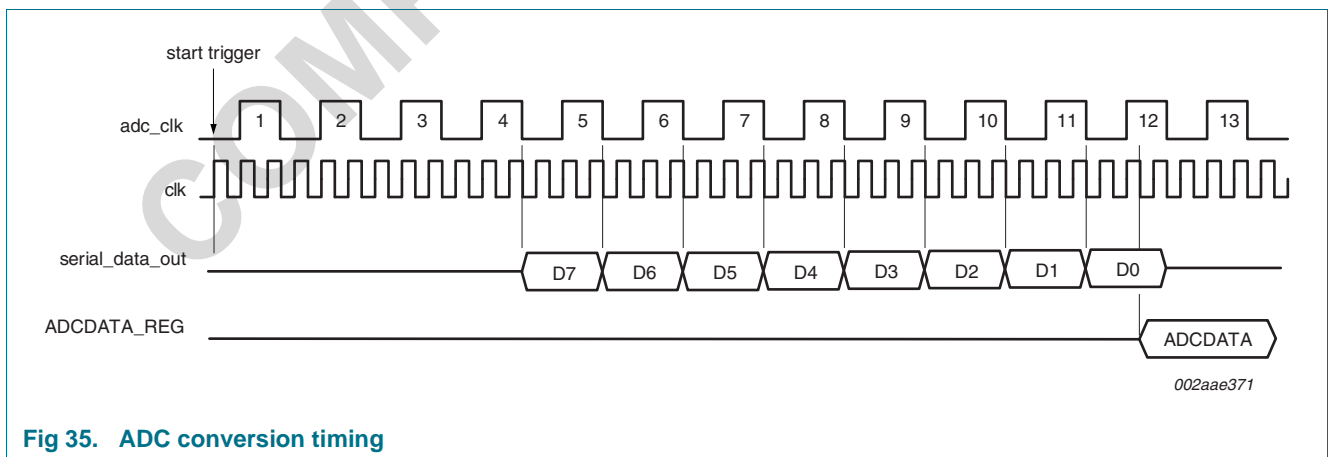 COMP
start trigger
adc_clk
1 2 3 4 5 6 7 8 9 10 11 12 13
clk
serial_data_out
D7 D6 D5 D4 D3 D2 D1 D0
ADCDATA_REG
ADCDATA
002aae371
Fig 35. ADC conversion timing